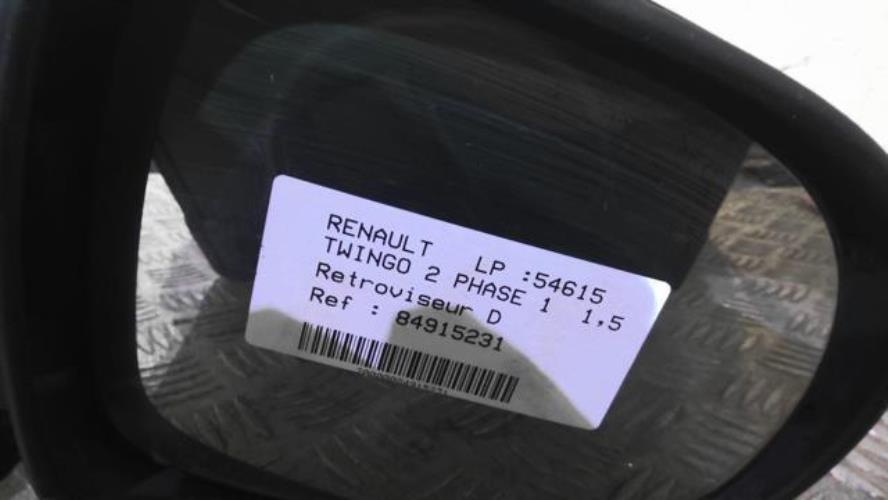 RENAULT LP :54615
TWINGO 2 PHASE 1 1,5
Retroviseur D
Ref : 84915231